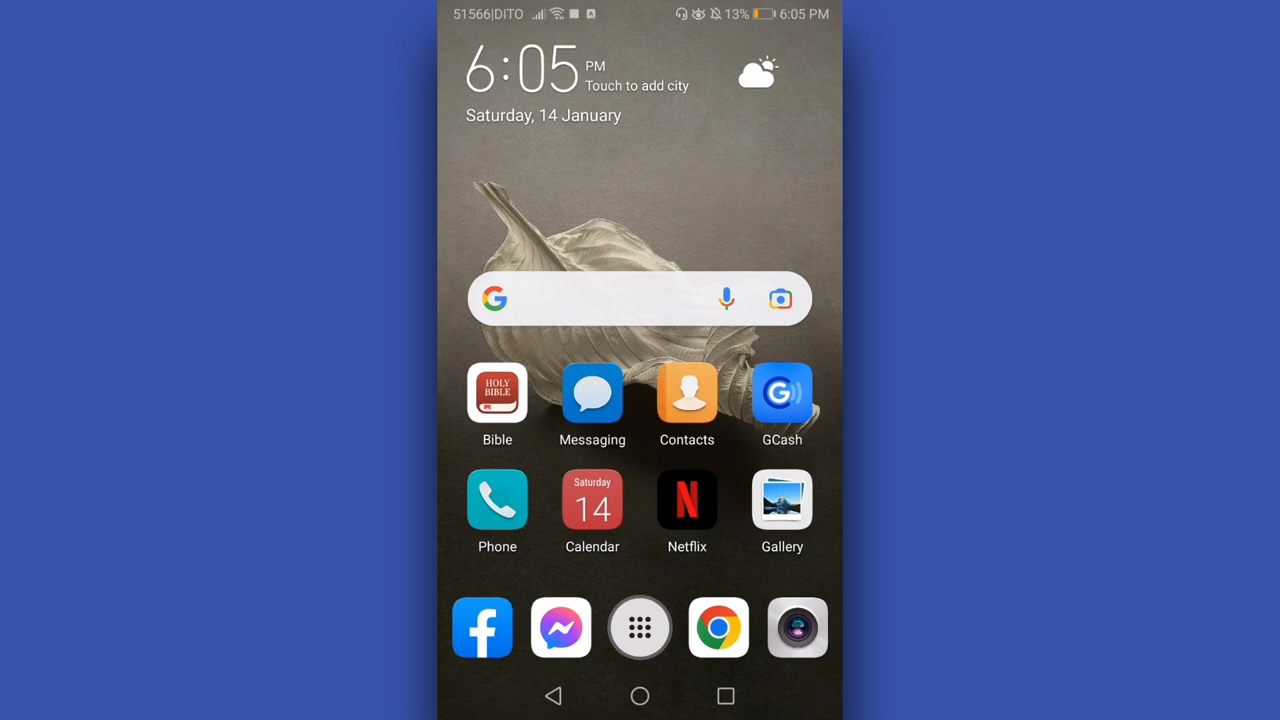 51566|DITO 13% 6:05 PM
6:05 PM
Touch to add city
Saturday, 14 January
G
HOLY
BIBLE
G
Bible Messaging Contacts GCash
Saturday
14
N
Phone Calendar Netflix Gallery